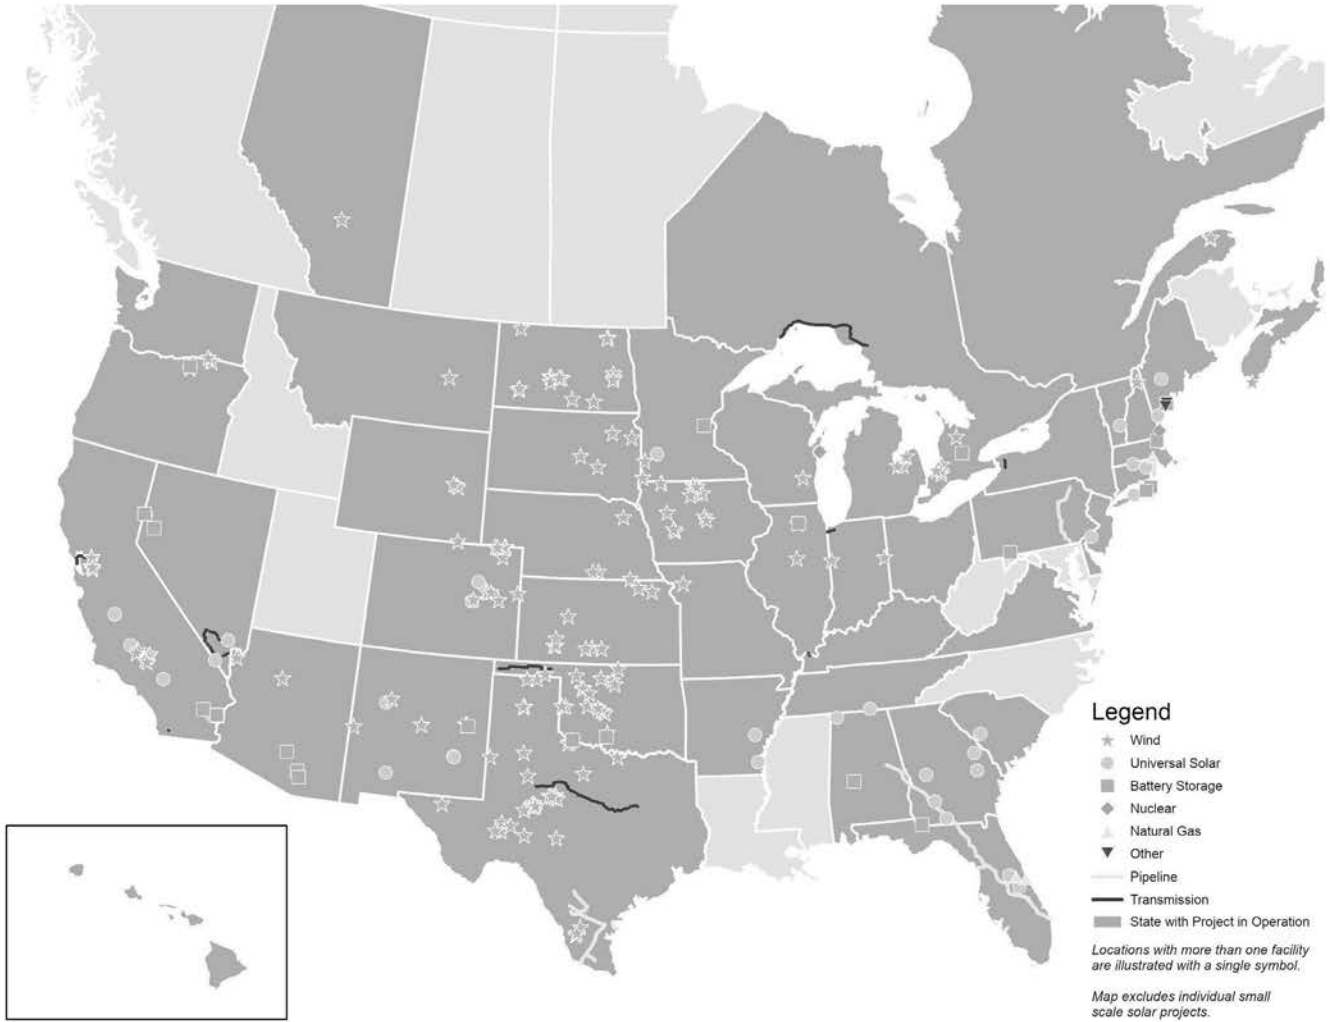 Legend
Wind
Universal Solar
Battery Storage
Nuclear
Natural Gas
Other
Pipeline
Transmission
State with Project in Operation
Locations with more than one facility
are illustrated with a single symbol.
Map excludes individual small
scale solar projects.